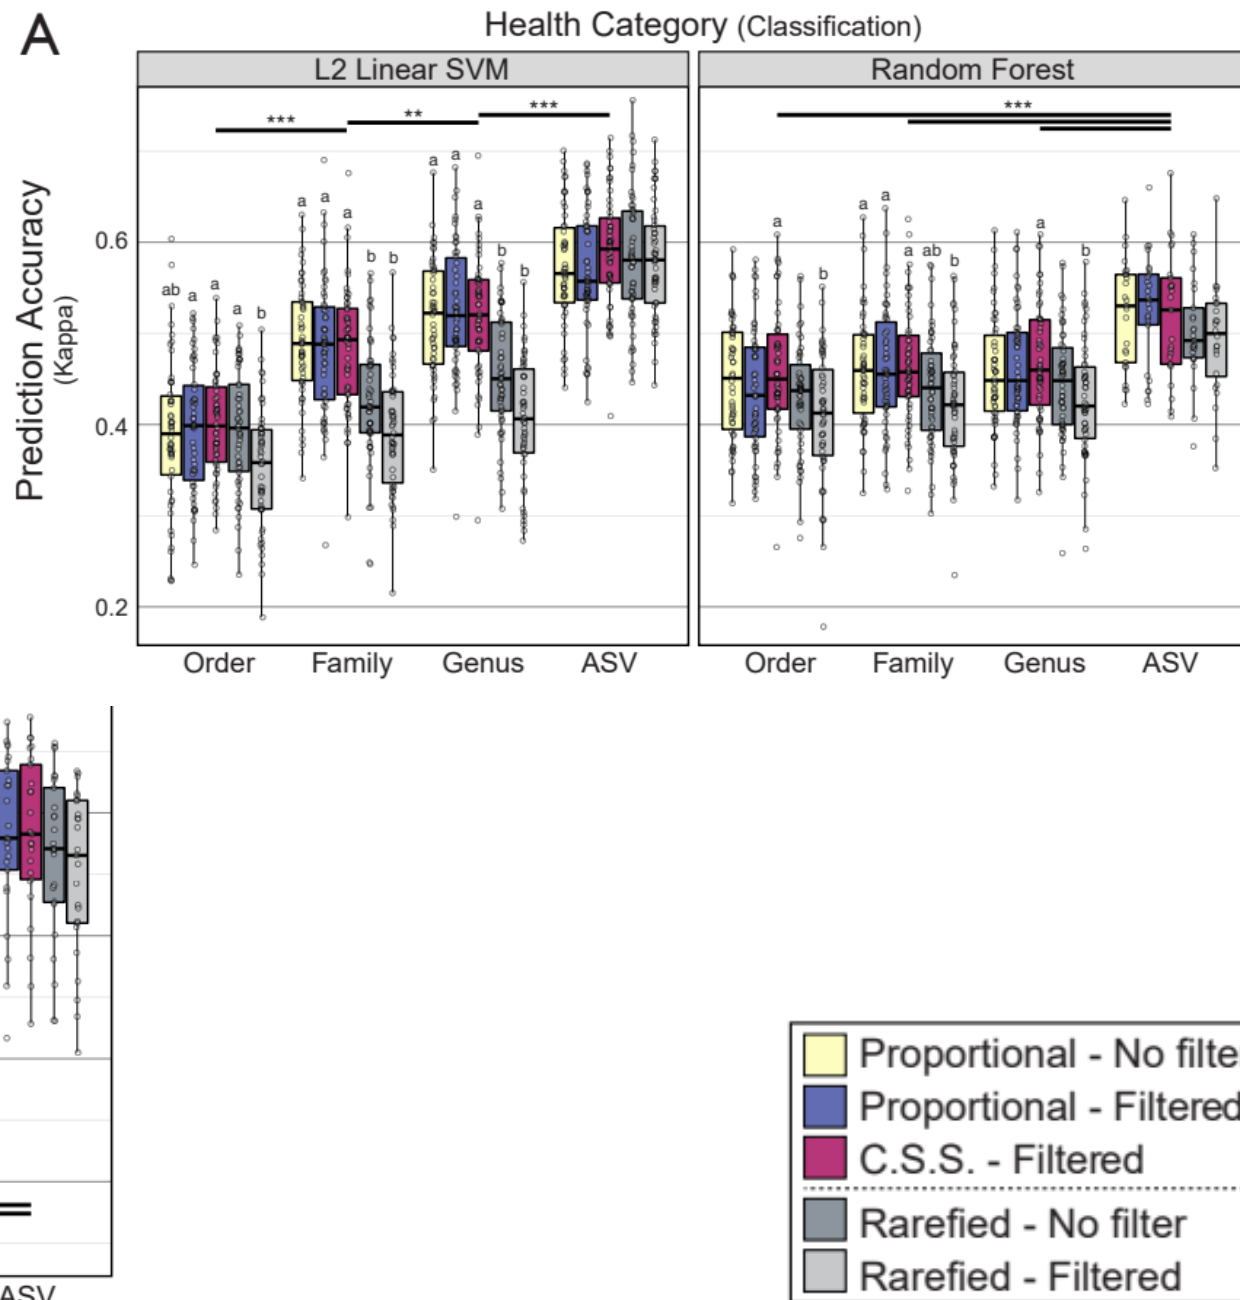 A
Health Category (Classification)
L2 Linear SVM
Random Forest
*** ** ***
***
Prediction Accuracy
(Kappa)
0.6
0.4
0.2
ab a a a b
a a a b b
a a a b b
a b
a a a ab b
a b
Order Family Genus ASV
Order Family Genus ASV
ASV
Proportional - No filte
Proportional - Filtered
C.S.S. - Filtered
Rarefied - No filter
Rarefied - Filtered